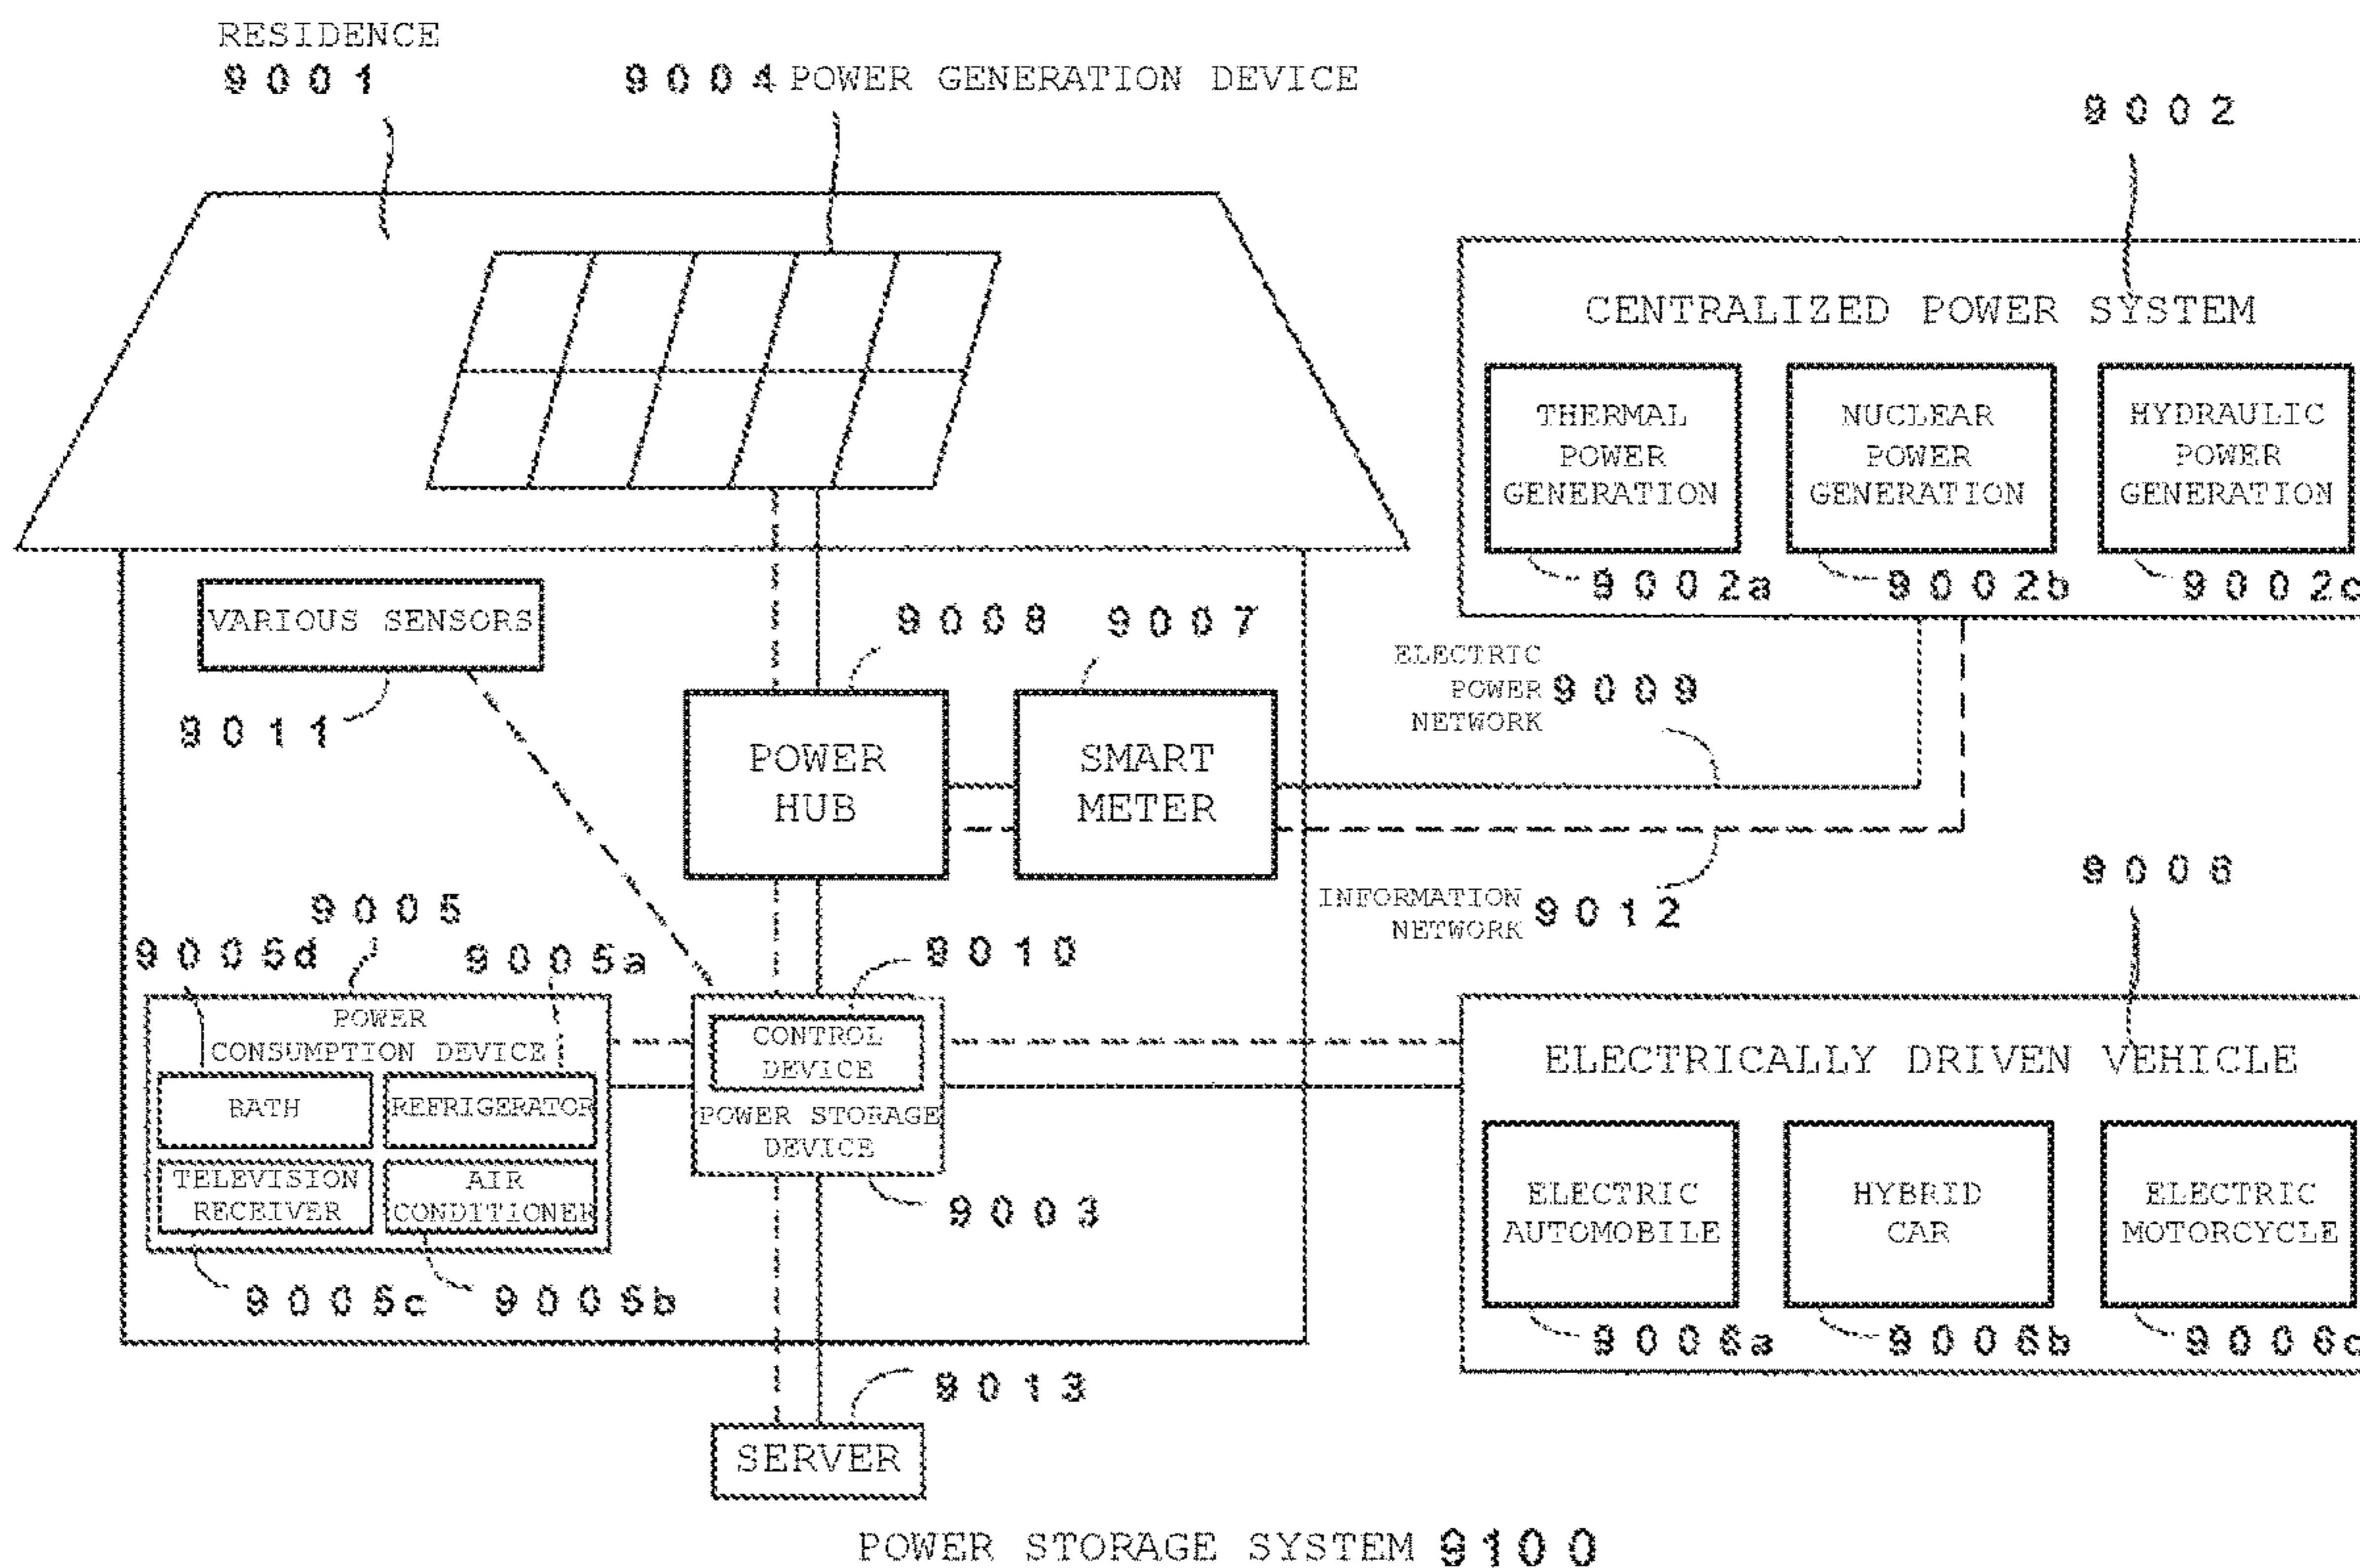 RESIDENCE
9001
9004 POWER GENERATION DEVICE
9002
CENTRALIZED POWER SYSTEM
THERMAL
POWER
GENERATION
NUCLEAR
POWER
GENERATION
HYDRAULIC
POWER
GENERATION
9002a
9002b
9002c
VARIOUS SENSORS
9011
9008
9007
ELECTRIC
POWER
NETWORK
9009
POWER
HUB
SMART
METER
INFORMATION
NETWORK
9012
9005
9005d
9005a
9010
9006
POWER
CONSUMPTION DEVICE
BATH
REFRIGERATOR
TELEVISION
RECEIVER
AIR
CONDITIONER
9005c
9005b
CONTROL
DEVICE
POWER STORAGE
DEVICE
9003
ELECTRICALLY DRIVEN VEHICLE
ELECTRIC
AUTOMOBILE
HYBRID
CAR
ELECTRIC
MOTORCYCLE
9006a
9006b
9006c
9013
SERVER
POWER STORAGE SYSTEM 9100